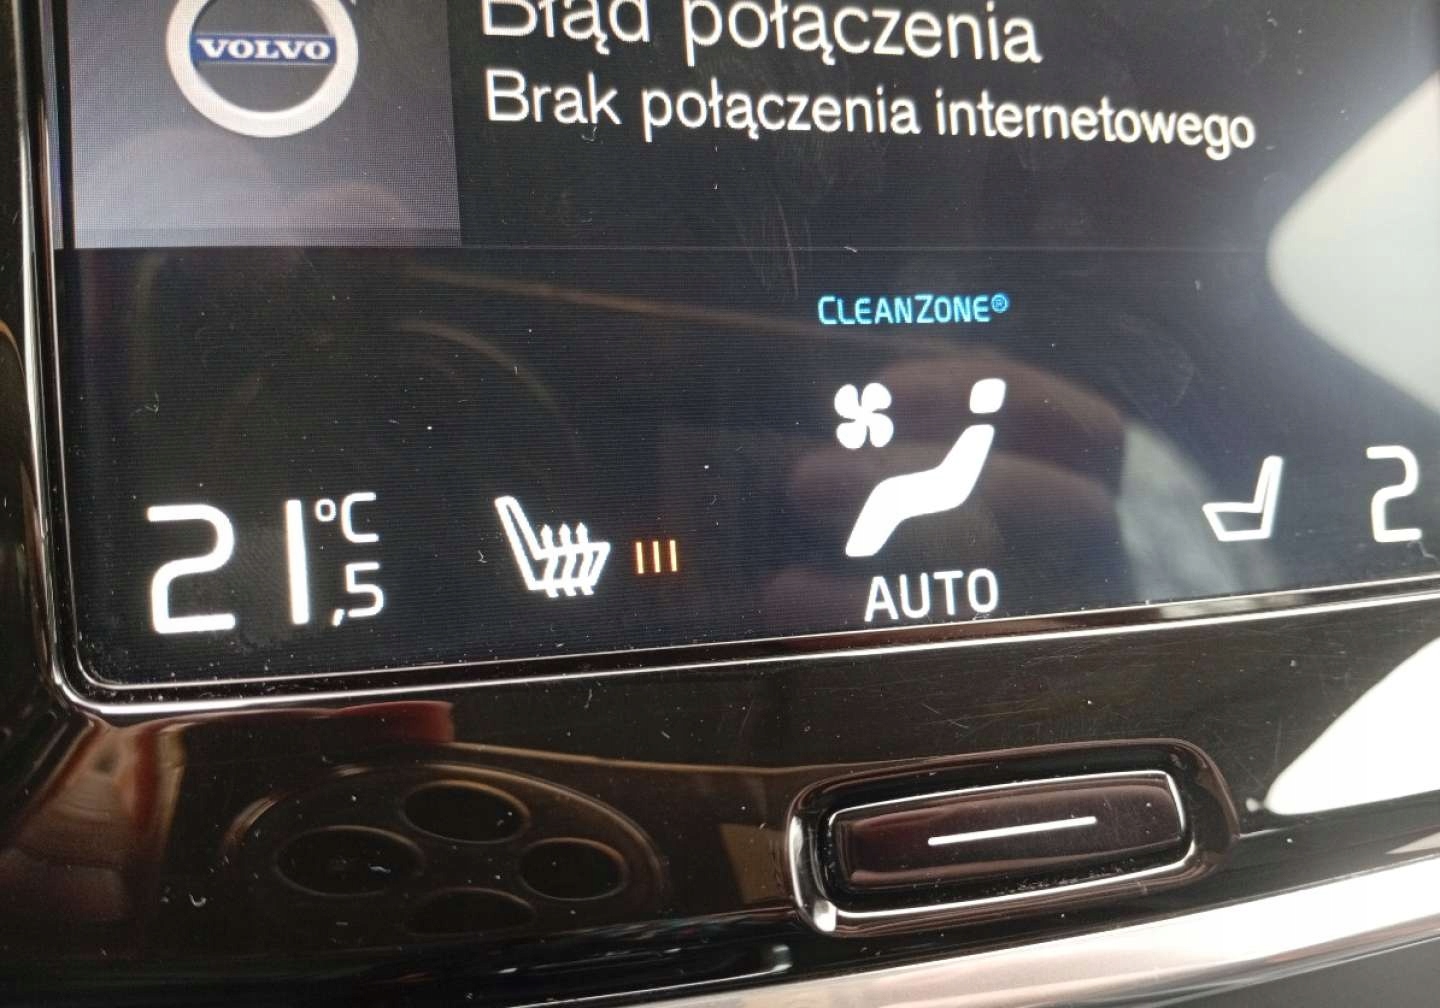 VOLVO
Błąd połączenia
Brak połączenia internetowego
CLEANZONE®
21,5 °C
2
AUTO